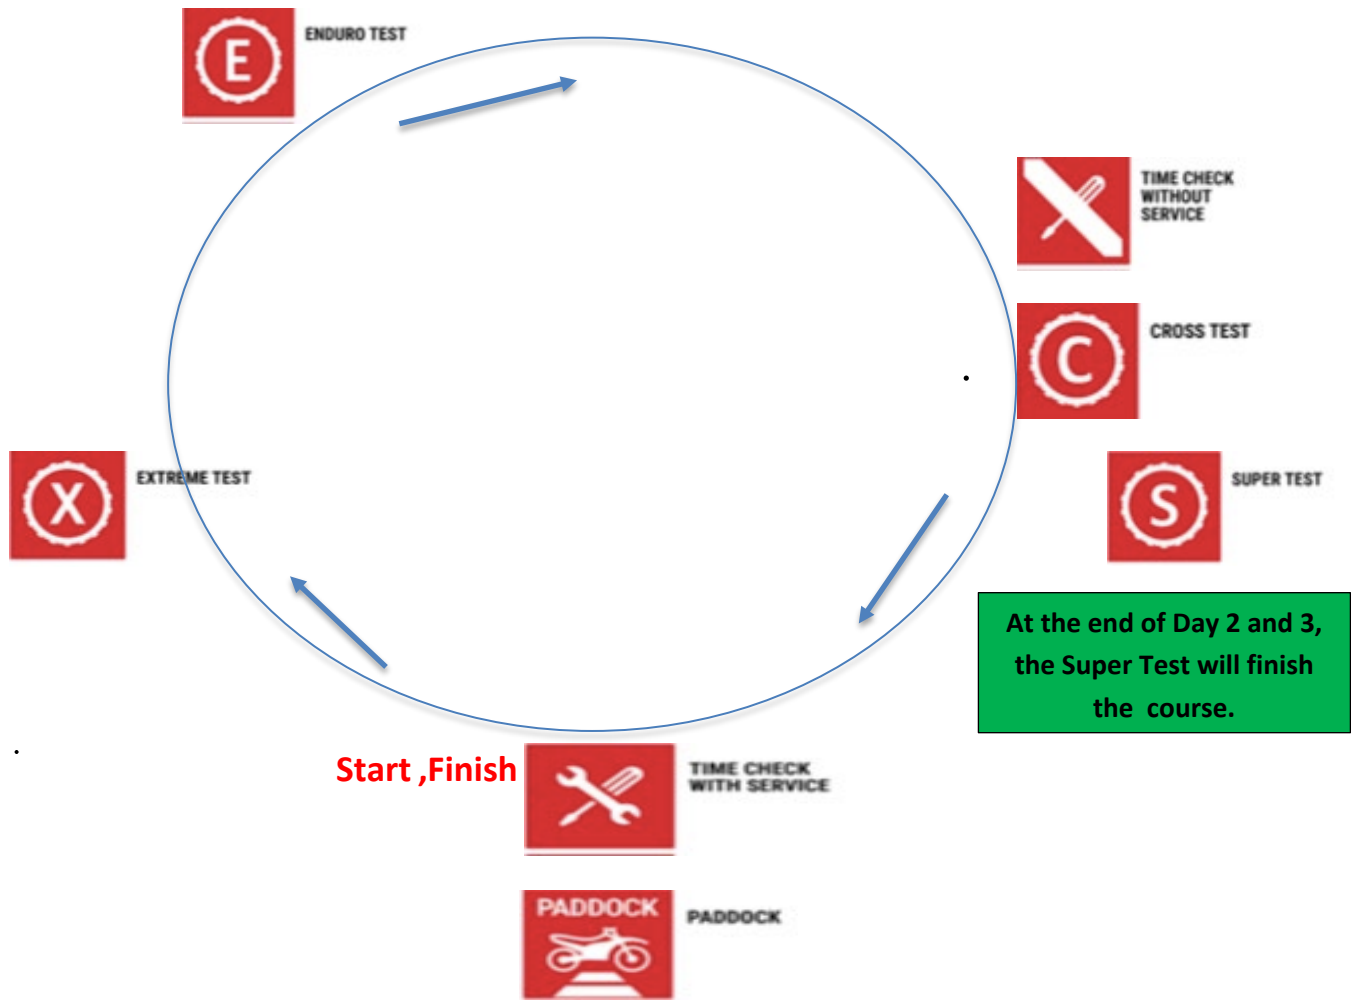 E
ENDURO TEST
TIME CHECK
WITHOUT
SERVICE
C
CROSS TEST
X
EXTREME TEST
S
SUPER TEST
At the end of Day 2 and 3,
the Super Test will finish
the course.
Start ,Finish
TIME CHECK
WITH SERVICE
PADDOCK
PADDOCK